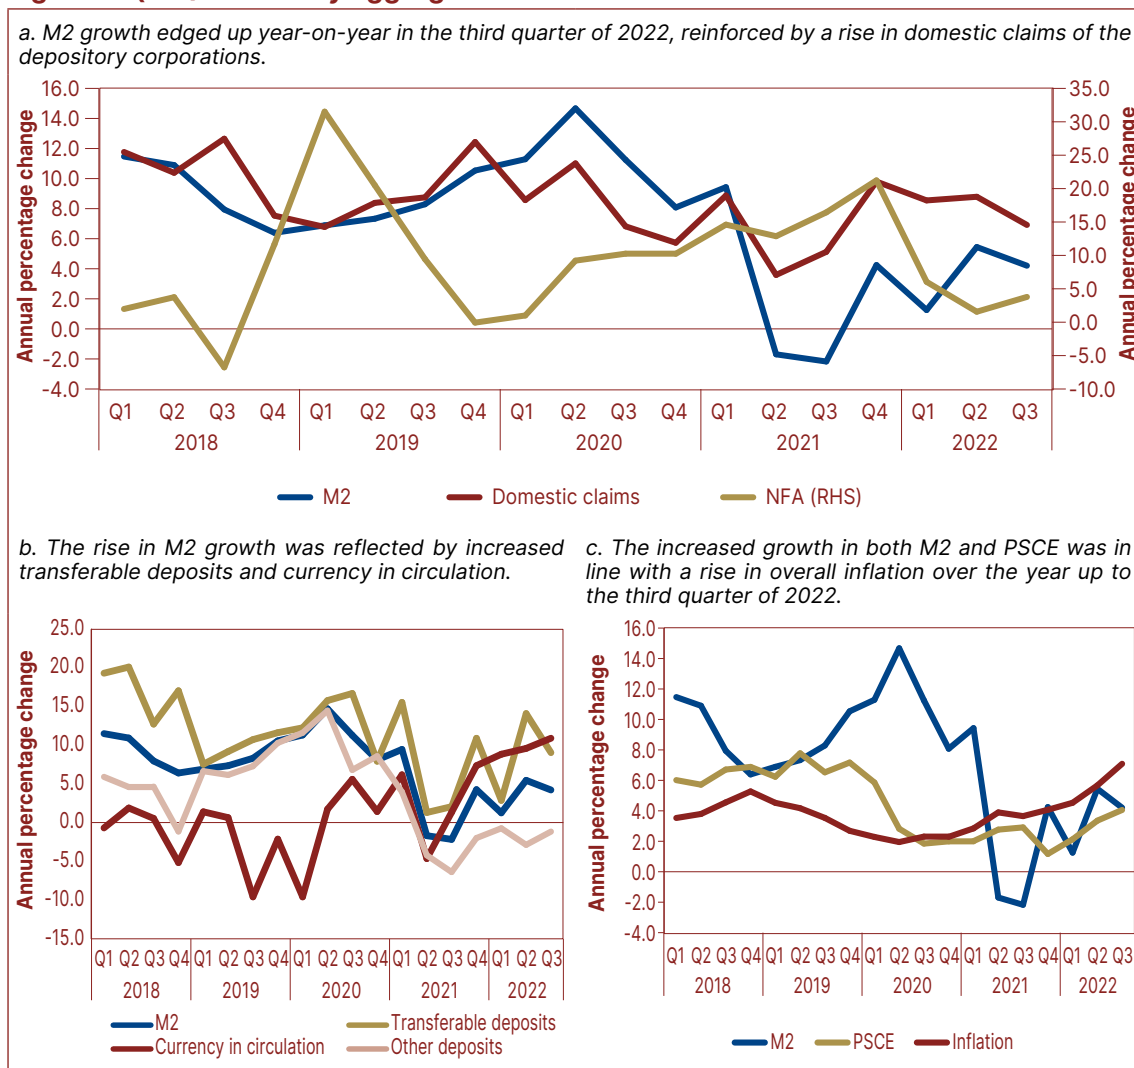 a. M2 growth edged up year-on-year in the third quarter of 2022, reinforced by a rise in domestic claims of the
depository corporations.
Annual percentage change
16.0
14.0
12.0
10.0
8.0
6.0
4.0
2.0
0.0
-2.0
-4.0
35.0
30.0
25.0
20.0
15.0
10.0
5.0
0.0
-5.0
-10.0
Annual percentage change
Q1 Q2 Q3 Q4 Q1 Q2 Q3 Q4 Q1 Q2 Q3 Q4 Q1 Q2 Q3 Q4 Q1 Q2 Q3
2018 2019 2020 2021 2022
M2 Domestic claims NFA (RHS)
b. The rise in M2 growth was reflected by increased
transferable deposits and currency in circulation.
Annual percentage change
25.0
20.0
15.0
10.0
5.0
0.0
-5.0
-10.0
-15.0
Q1 Q2 Q3 Q4 Q1 Q2 Q3 Q4 Q1 Q2 Q3 Q4 Q1 Q2 Q3 Q4 Q1 Q2 Q3
2018 2019 2020 2021 2022
M2 Transferable deposits
Currency in circulation Other deposits
c. The increased growth in both M2 and PSCE was in
line with a rise in overall inflation over the year up to
the third quarter of 2022.
Annual percentage change
16.0
14.0
12.0
10.0
8.0
6.0
4.0
2.0
0.0
-2.0
-4.0
Q1 Q2 Q3 Q4 Q1 Q2 Q3 Q4 Q1 Q2 Q3 Q4 Q1 Q2 Q3 Q4 Q1 Q2 Q3
2018 2019 2020 2021 2022
M2 PSCE Inflation